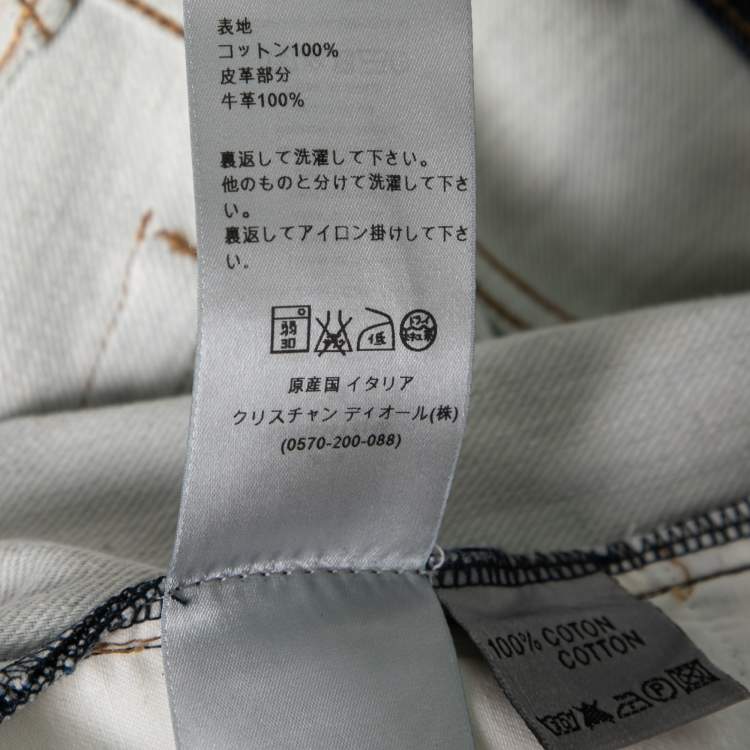 表地
コットン100%
皮革部分
牛革100%
裏返して洗濯して下さい。
他のものと分けて洗濯して下さ
い。
裏返してアイロン掛けして下さ
い.
弱
30
低
ドライ
原産国 イタリア
クリスチャン ディオール(株)
(0570-200-088)
100% COTON
COTTON
P